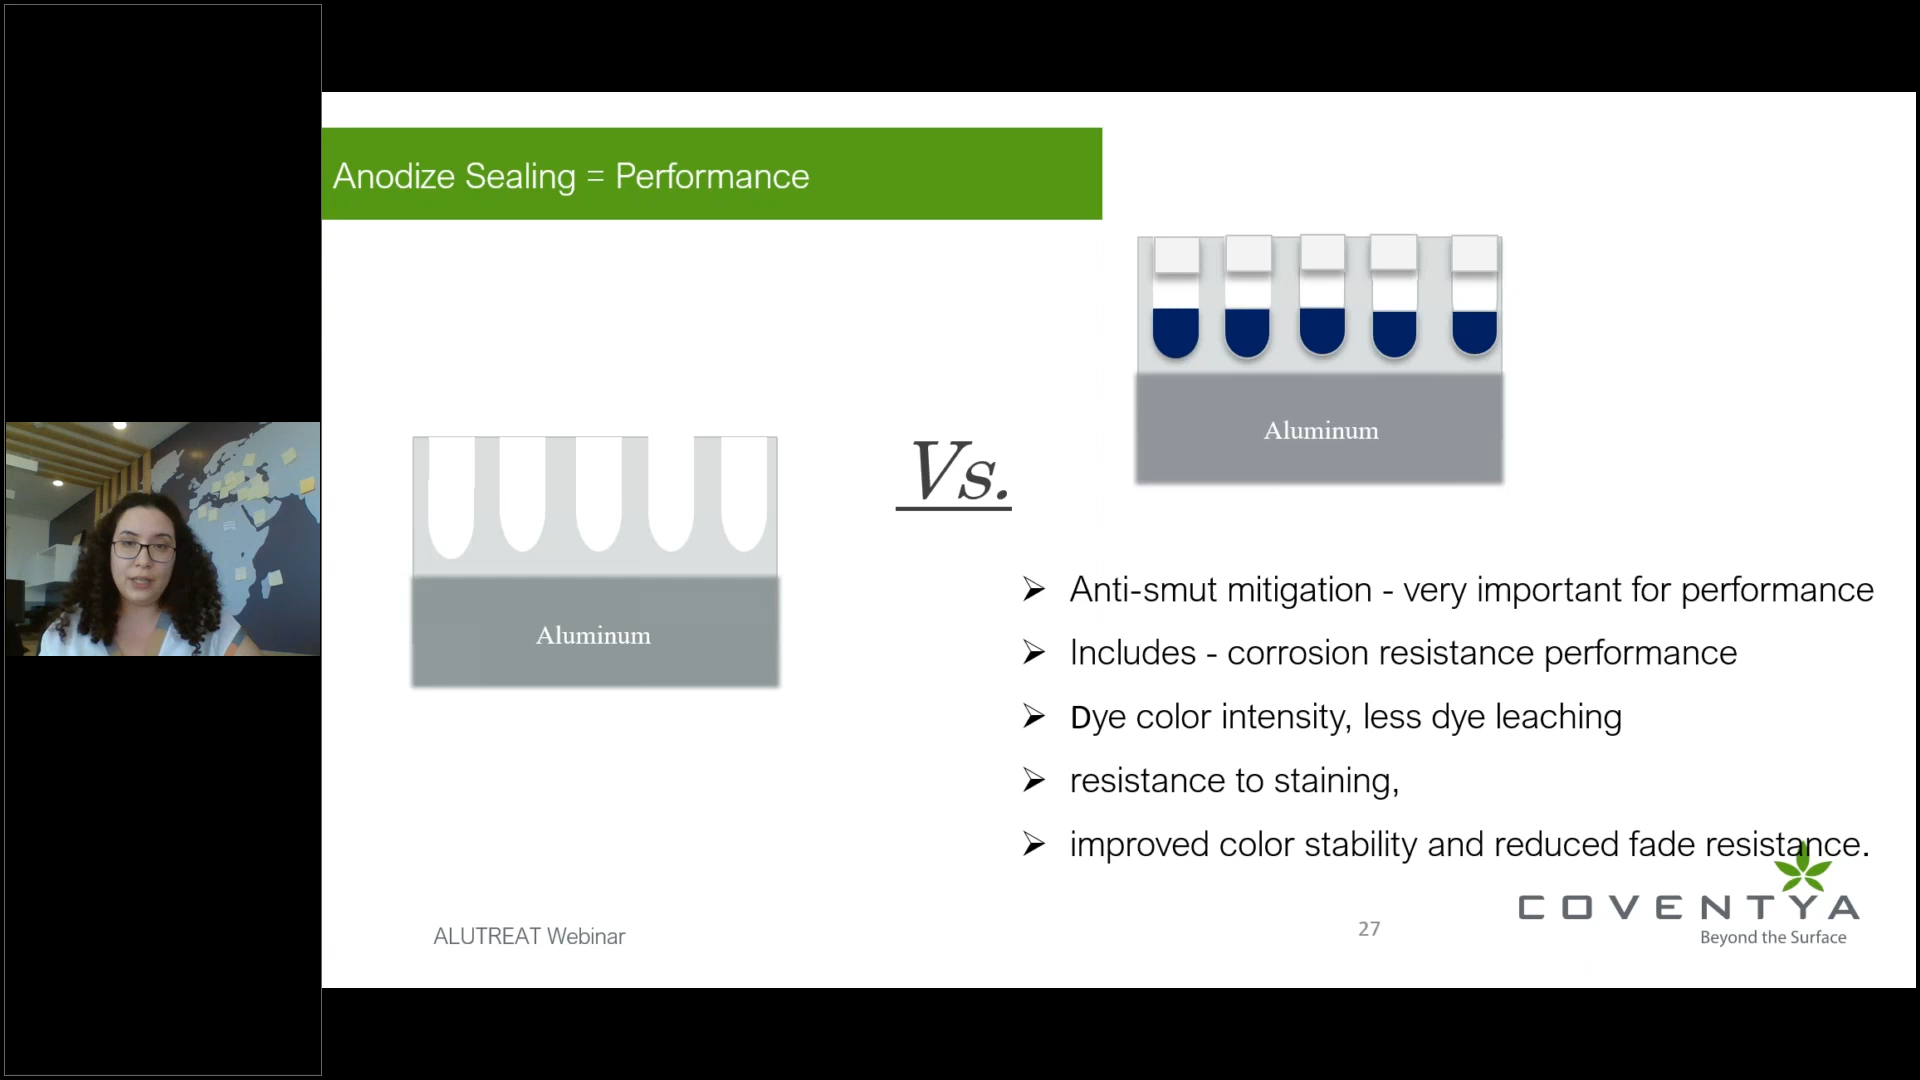 Anodize Sealing = Performance
Aluminum
Vs.
Aluminum
Anti-smut mitigation - very important for performance
Includes - corrosion resistance performance
Dye color intensity, less dye leaching
resistance to staining,
improved color stability and reduced fade resistance.
ALUTREAT Webinar
27
COVENTYA
Beyond the Surface